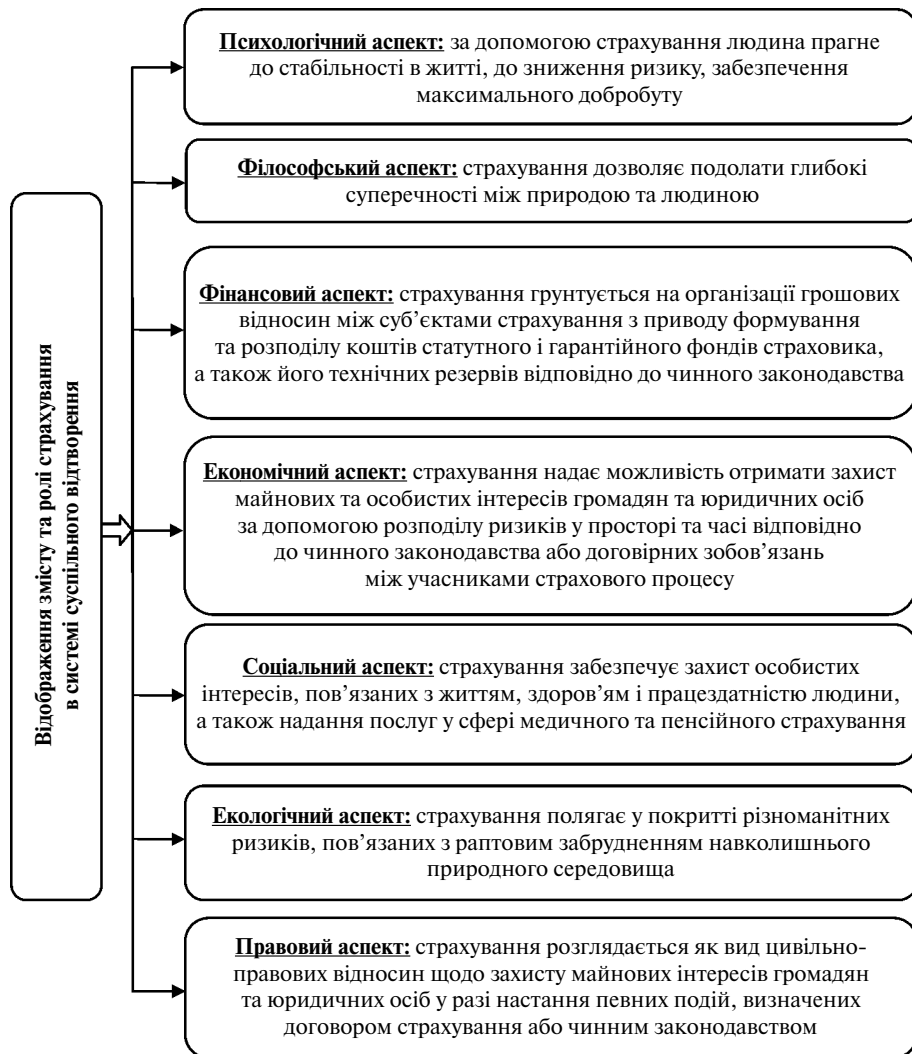 Відображення змісту та ролі страхування
в системі суспільного відтворення
Психологічний аспект: за допомогою страхування людина прагне
до стабільності в житті, до зниження ризику, забезпечення
максимального добробуту
Філософський аспект: страхування дозволяє подолати глибокі
суперечності між природою та людиною
Фінансовий аспект: страхування грунтується на організації грошових
відносин між суб’єктами страхування з приводу формування
та розподілу коштів статутного і гарантійного фондів страховика,
а також його технічних резервів відповідно до чинного законодавства
Економічний аспект: страхування надає можливість отримати захист
майнових та особистих інтересів громадян та юридичних осіб
за допомогою розподілу ризиків у просторі та часі відповідно
до чинного законодавства або договірних зобов’язань
між учасниками страхового процесу
Соціальний аспект: страхування забезпечує захист особистих
інтересів, пов’язаних з життям, здоров’ям і працездатністю людини,
а також надання послуг у сфері медичного та пенсійного страхування
Екологічний аспект: страхування полягає у покритті різноманітних
ризиків, пов’язаних з раптовим забрудненням навколишнього
природного середовища
Правовий аспект: страхування розглядається як вид цивільно-
правових відносин щодо захисту майнових інтересів громадян
та юридичних осіб у разі настання певних подій, визначених
договором страхування або чинним законодавством